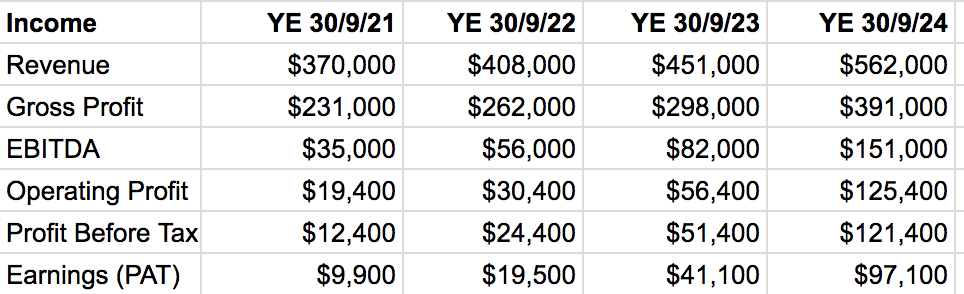 Income YE 30/9/21 YE 30/9/22 YE 30/9/23 YE 30/9/24
Revenue $370,000 $408,000 $451,000 $562,000
Gross Profit $231,000 $262,000 $298,000 $391,000
EBITDA $35,000 $56,000 $82,000 $151,000
Operating Profit $19,400 $30,400 $56,400 $125,400
Profit Before Tax $12,400 $24,400 $51,400 $121,400
Earnings (PAT) $9,900 $19,500 $41,100 $97,100